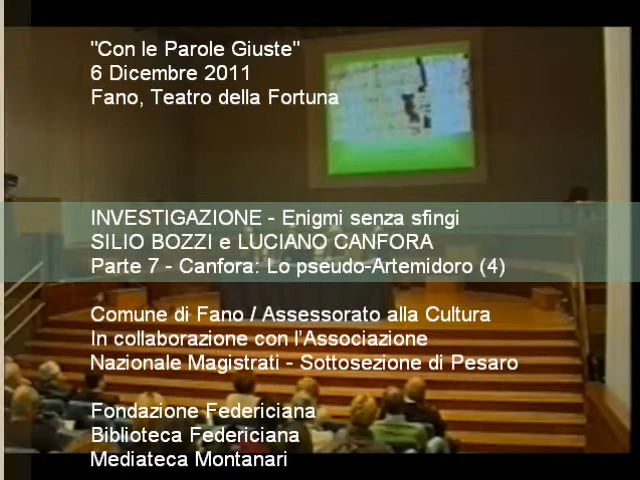 "Con le Parole Giuste"
6 Dicembre 2011
Fano, Teatro della Fortuna
INVESTIGAZIONE - Enigmi senza sfingi
SILIO BOZZI e LUCIANO CANFORA
Parte 7 - Canfora: Lo pseudo-Artemidoro (4)
Comune di Fano / Assessorato alla Cultura
In collaborazione con l'Associazione
Nazionale Magistrati - Sottosezione di Pesaro
Fondazione Federiciana
Biblioteca Federiciana
Mediateca Montanari